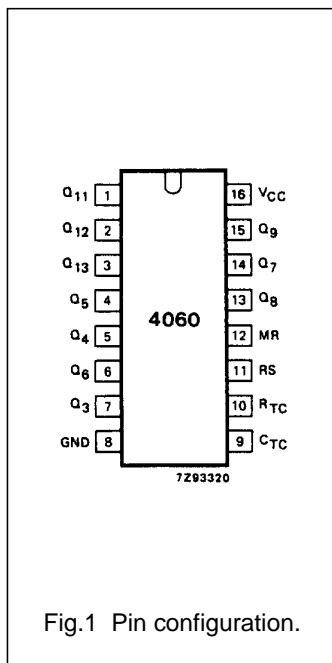 Q11 1 16 VCC
Q12 2 15 Q9
Q13 3 14 Q7
Q5 4 13 Q8
4060
Q4 5 12 MR
Q6 6 11 RS
Q3 7 10 RTC
GND 8 9 CTC
7Z93320
Fig.1 Pin configuration.